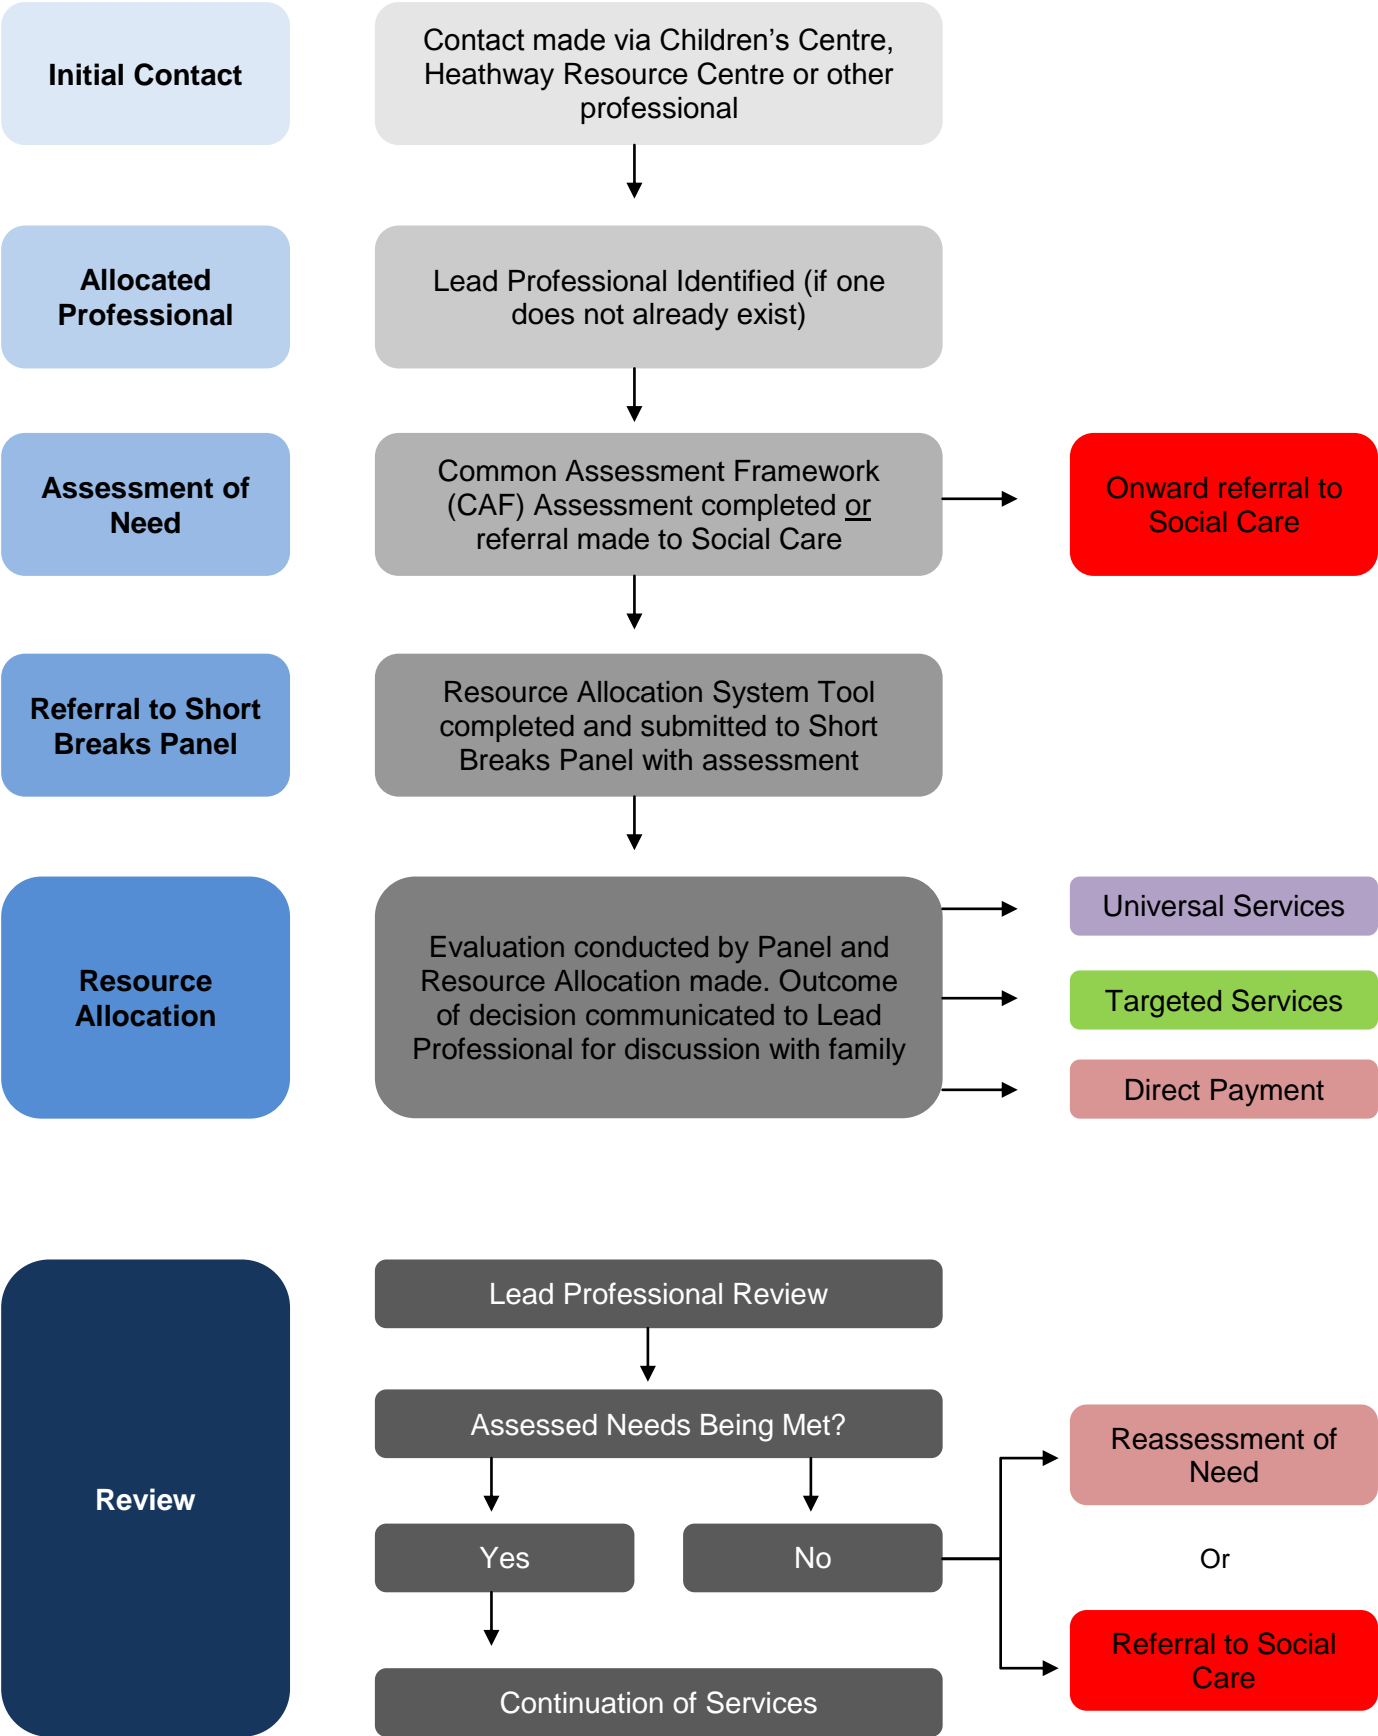 Initial Contact
Contact made via Children’s Centre,
Heathway Resource Centre or other
professional
Allocated
Professional
Lead Professional Identified (if one
does not already exist)
Assessment of
Need
Common Assessment Framework
(CAF) Assessment completed or
referral made to Social Care
Onward referral to
Social Care
Referral to Short
Breaks Panel
Resource Allocation System Tool
completed and submitted to Short
Breaks Panel with assessment
Resource
Allocation
Evaluation conducted by Panel and
Resource Allocation made. Outcome
of decision communicated to Lead
Professional for discussion with family
Universal Services
Targeted Services
Direct Payment
Review
Lead Professional Review
Assessed Needs Being Met?
Yes
No
Continuation of Services
Reassessment of
Need
Or
Referral to Social
Care